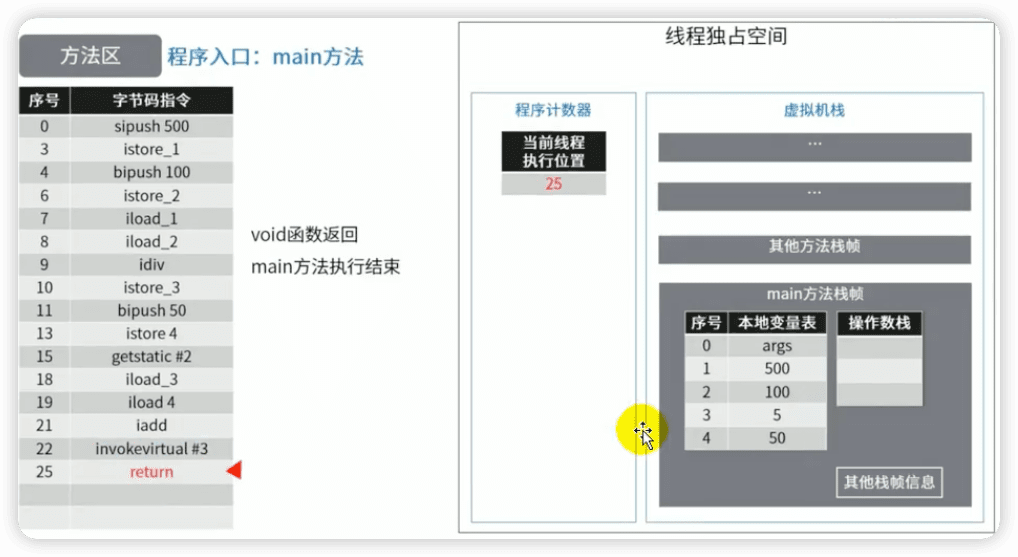 方法区 程序入口：main方法
序号 字节码指令
0 sipush 500
3 istore_1
4 bipush 100
6 istore_2
7 iload_1
8 iload_2
9 idiv
10 istore_3
11 bipush 50
13 istore 4
15 getstatic #2
18 iload_3
19 iload 4
21 iadd
22 invokevirtual #3
25 return
void函数返回
main方法执行结束
线程独占空间
程序计数器
当前线程
执行位置
25
虚拟机栈
...
...
其他方法栈帧
main方法栈帧
序号 本地变量表 操作数栈
0 args
1 500
2 100
3 5
4 50
其他栈帧信息